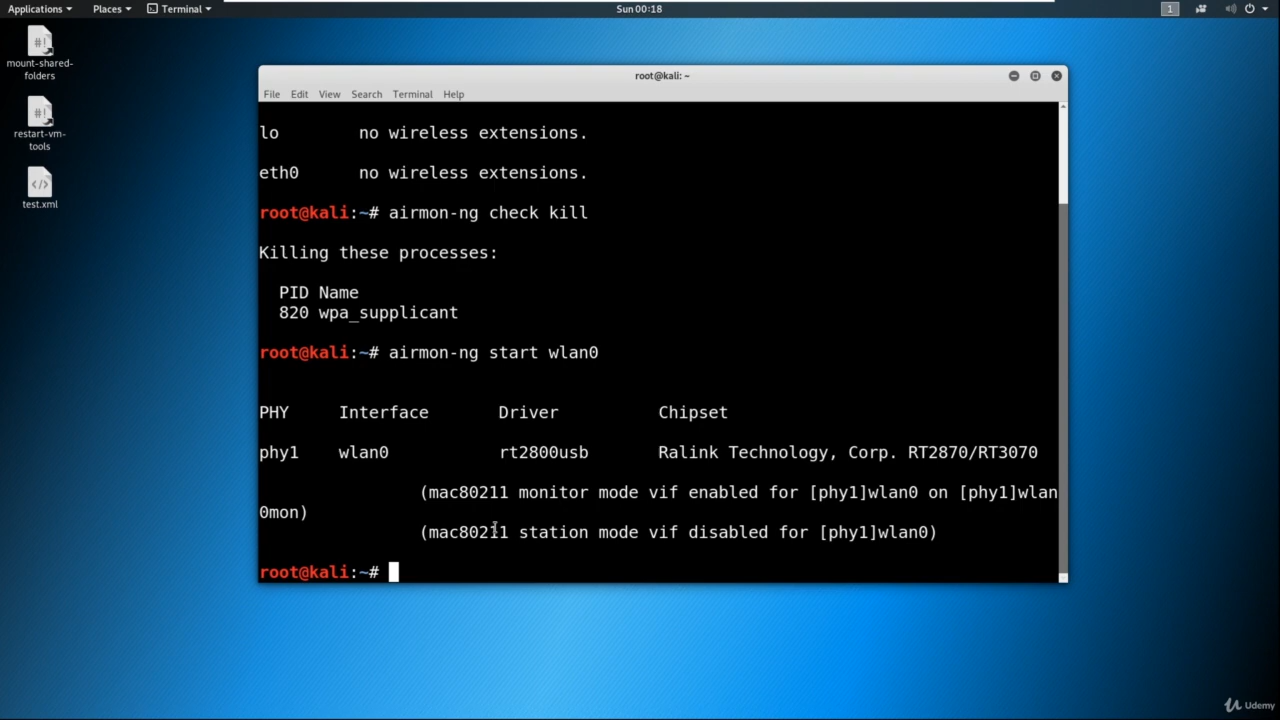 Applications Places Terminal Sun 00:18 1
mount-shared-folders
restart-vm-tools
test.xml
root@kali: ~
File Edit View Search Terminal Help
lo no wireless extensions.
eth0 no wireless extensions.
root@kali:~# airmon-ng check kill
Killing these processes:
PID Name
820 wpa_supplicant
root@kali:~# airmon-ng start wlan0
PHY Interface Driver Chipset
phy1 wlan0 rt2800usb Ralink Technology, Corp. RT2870/RT3070
(mac80211 monitor mode vif enabled for [phy1]wlan0 on [phy1]wlan
0mon)
(mac80211 station mode vif disabled for [phy1]wlan0)
root@kali:~#
Udemy